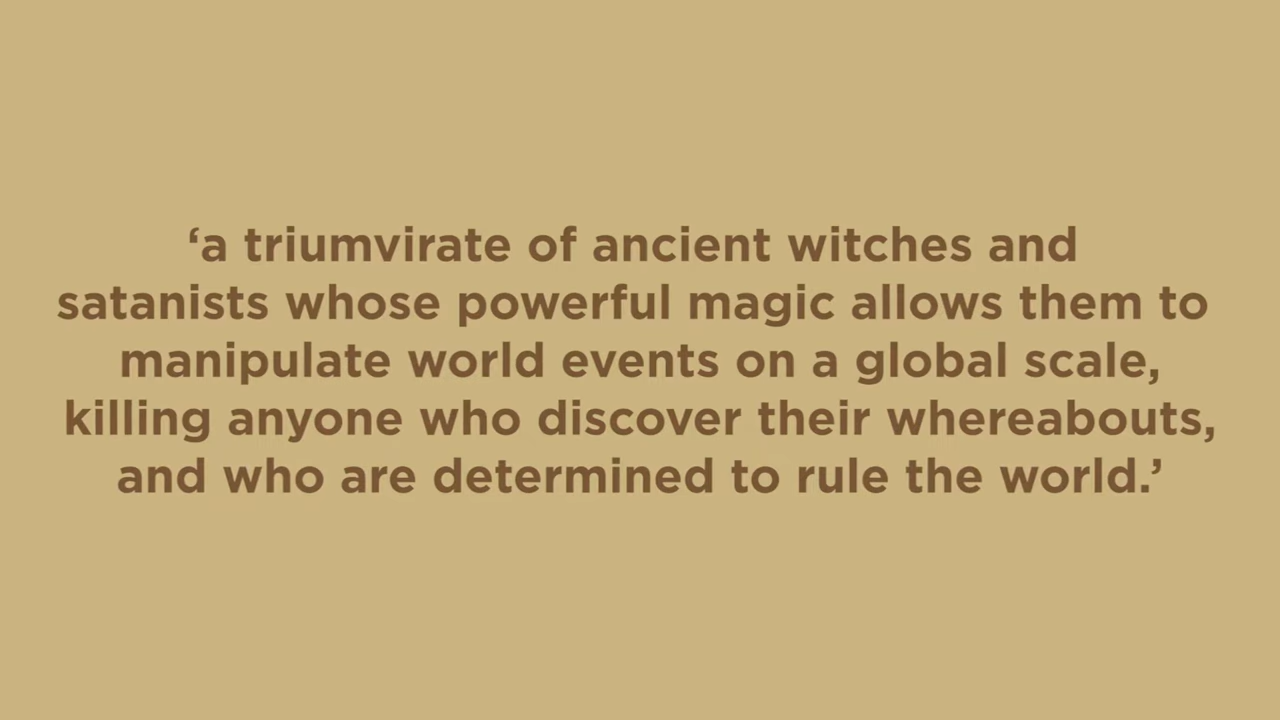 ‘a triumvirate of ancient witches and
satanists whose powerful magic allows them to
manipulate world events on a global scale,
killing anyone who discover their whereabouts,
and who are determined to rule the world.’